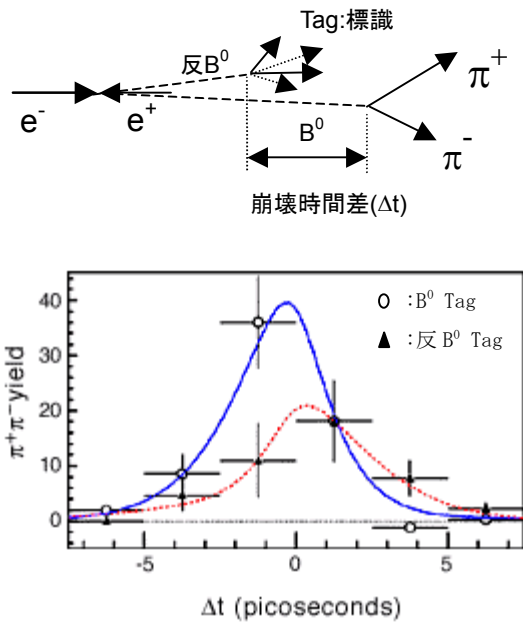 Tag:標識
反B⁰
π⁺
e⁻
e⁺
B⁰
π⁻
崩壊時間差(Δt)
40
30
20
10
0
π⁺π⁻yield
○ :B⁰ Tag
▲ :反 B⁰ Tag
-5
0
5
Δt (picoseconds)